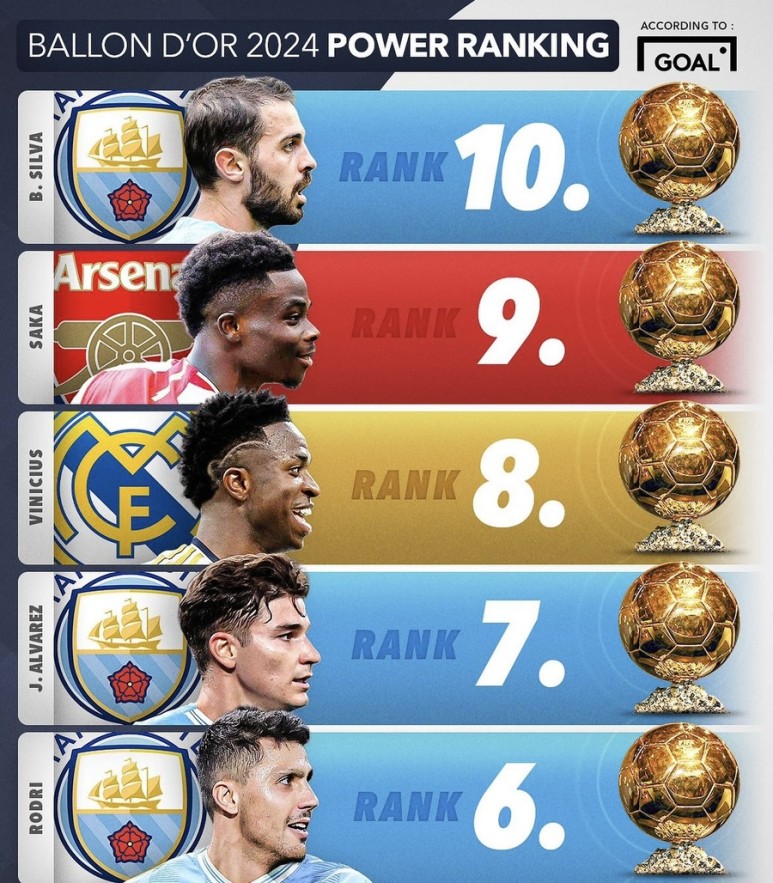 BALLON D'OR 2024 POWER RANKING
ACCORDING TO :
GOAL
B. SILVA
RANK 10.
SAKA
Arsena
RANK 9.
VINICIUS
RANK 8.
J. ALVAREZ
RANK 7.
RODRI
RANK 6.